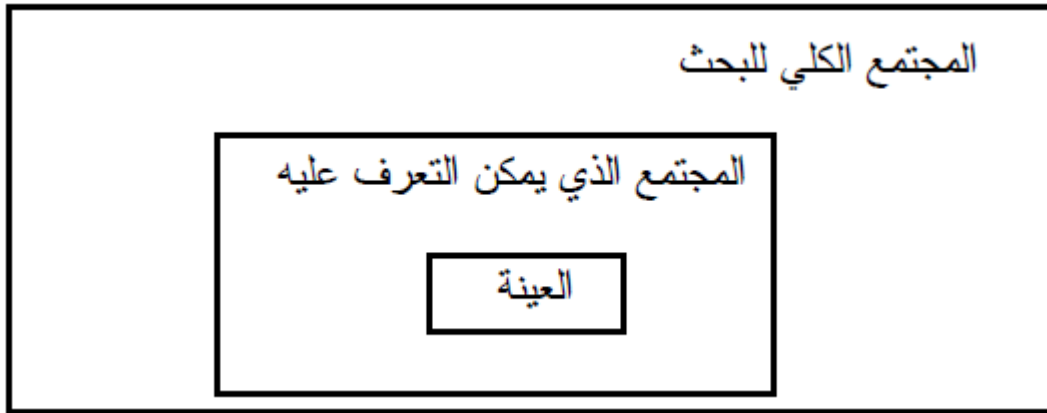 المجتمع الكلي للبحث
المجتمع الذي يمكن التعرف عليه
العينة